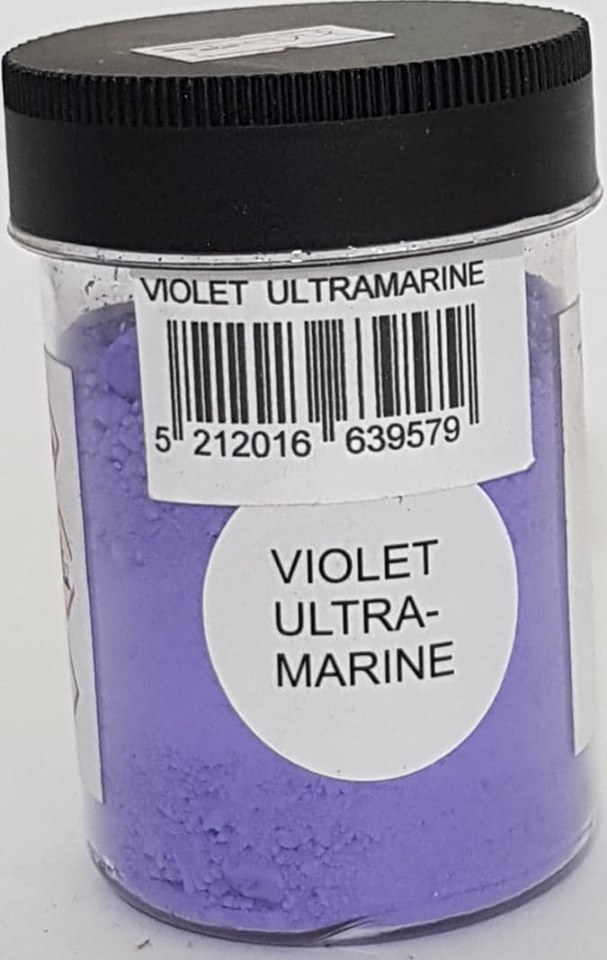 VIOLET ULTRAMARINE
5 212016 639579
VIOLET
ULTRA-
MARINE